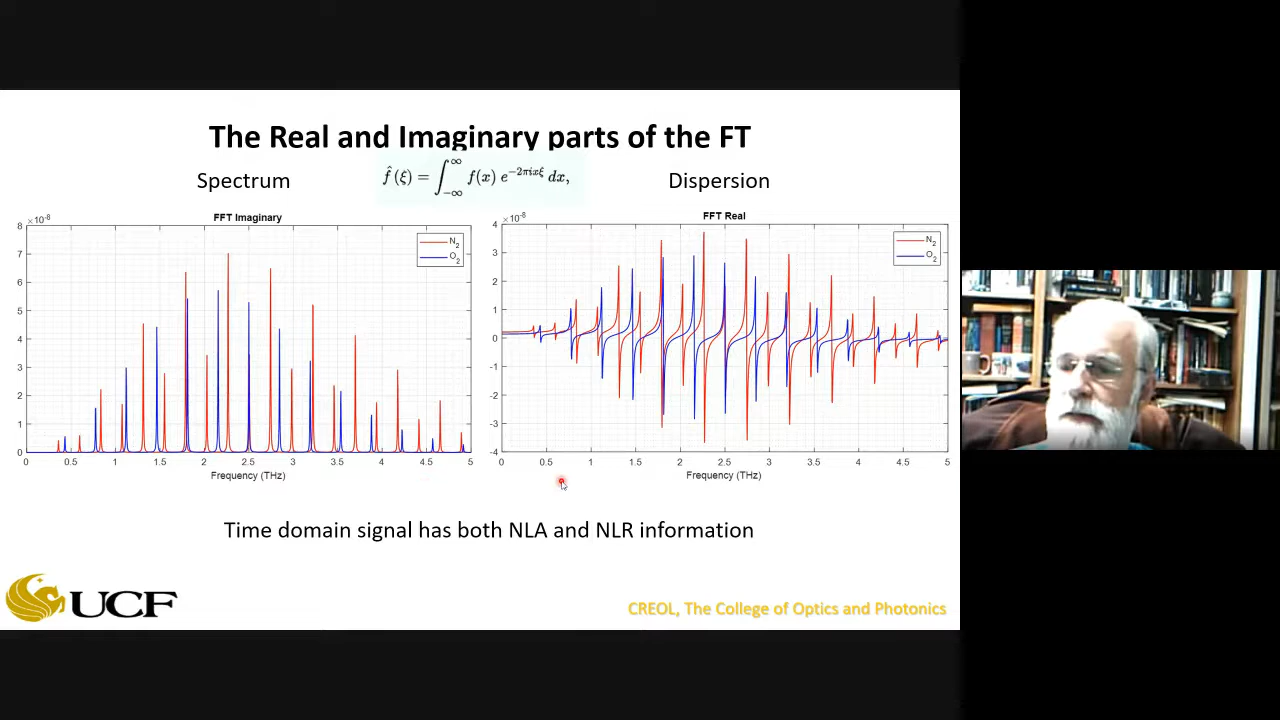 The Real and Imaginary parts of the FT
Spectrum
f̂ (ξ) = ∫_{-∞}^{∞} f(x) e^{-2πixξ} dx,
Dispersion
FFT Imaginary
×10⁻⁸
8
7
6
5
4
3
2
1
0
N₂
O₂
0 0.5 1 1.5 2 2.5 3 3.5 4 4.5 5
Frequency (THz)
FFT Real
×10⁻⁸
4
3
2
1
0
-1
-2
-3
-4
N₂
O₂
0 0.5 1 1.5 2 2.5 3 3.5 4 4.5 5
Frequency (THz)
Time domain signal has both NLA and NLR information
UCF
CREOL, The College of Optics and Photonics